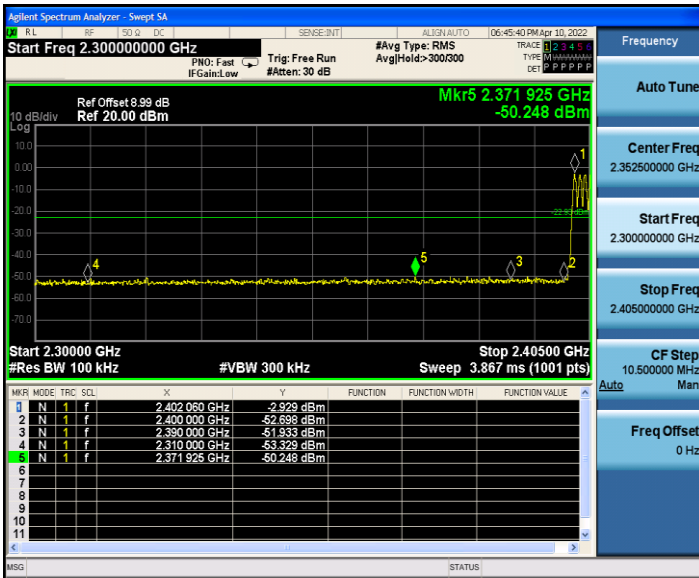 Agilent Spectrum Analyzer - Swept SA
RL RF 50 Ω DC SENSE:INT ALIGN AUTO 06:45:40 PM Apr 10, 2022
Start Freq 2.300000000 GHz
PNO: Fast
IFGain:Low
Trig: Free Run
#Atten: 30 dB
#Avg Type: RMS
Avg|Hold:>300/300
TRACE 1 2 3 4 5 6
TYPE M
DET P P P P P P
Ref Offset 8.99 dB
10 dB/div Ref 20.00 dBm
Log
Mkr5 2.371 925 GHz
-50.248 dBm
10.0
0.00
-10.0
-20.0
-30.0
-40.0
-50.0
-60.0
-70.0
1
-22.93 dBm
4
5
3
2
Start 2.30000 GHz Stop 2.40500 GHz
#Res BW 100 kHz #VBW 300 kHz Sweep 3.867 ms (1001 pts)
MKR MODE TRC SCL X Y FUNCTION FUNCTION WIDTH FUNCTION VALUE
1 N 1 f 2.402 060 GHz -2.929 dBm
2 N 1 f 2.400 000 GHz -52.698 dBm
3 N 1 f 2.390 000 GHz -51.933 dBm
4 N 1 f 2.310 000 GHz -53.329 dBm
5 N 1 f 2.371 925 GHz -50.248 dBm
6
7
8
9
10
11
MSG STATUS
Frequency
Auto Tune
Center Freq
2.352500000 GHz
Start Freq
2.300000000 GHz
Stop Freq
2.405000000 GHz
CF Step
10.500000 MHz
Auto Man
Freq Offset
0 Hz